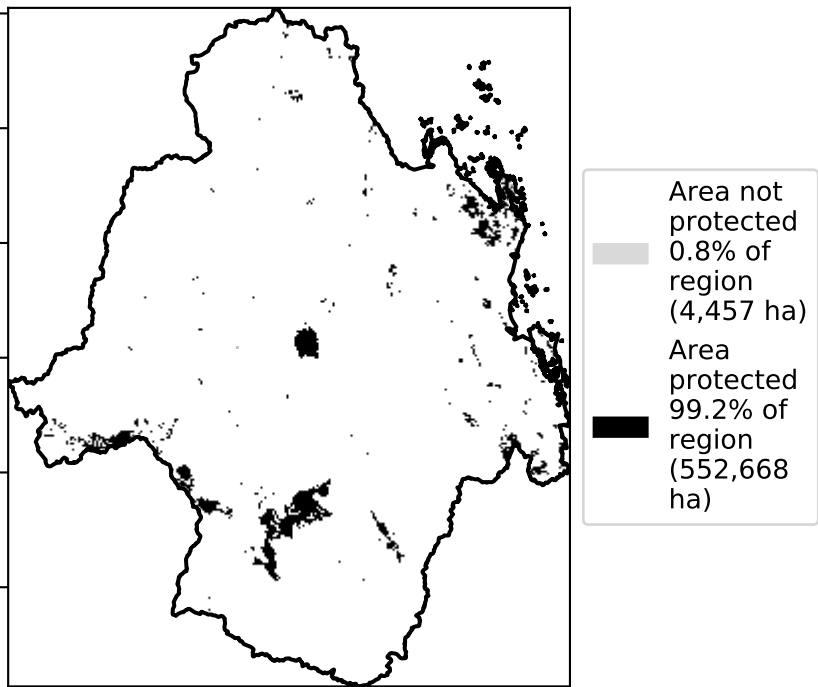 Area not
protected
0.8% of
region
(4,457 ha)
Area
protected
99.2% of
region
(552,668
ha)